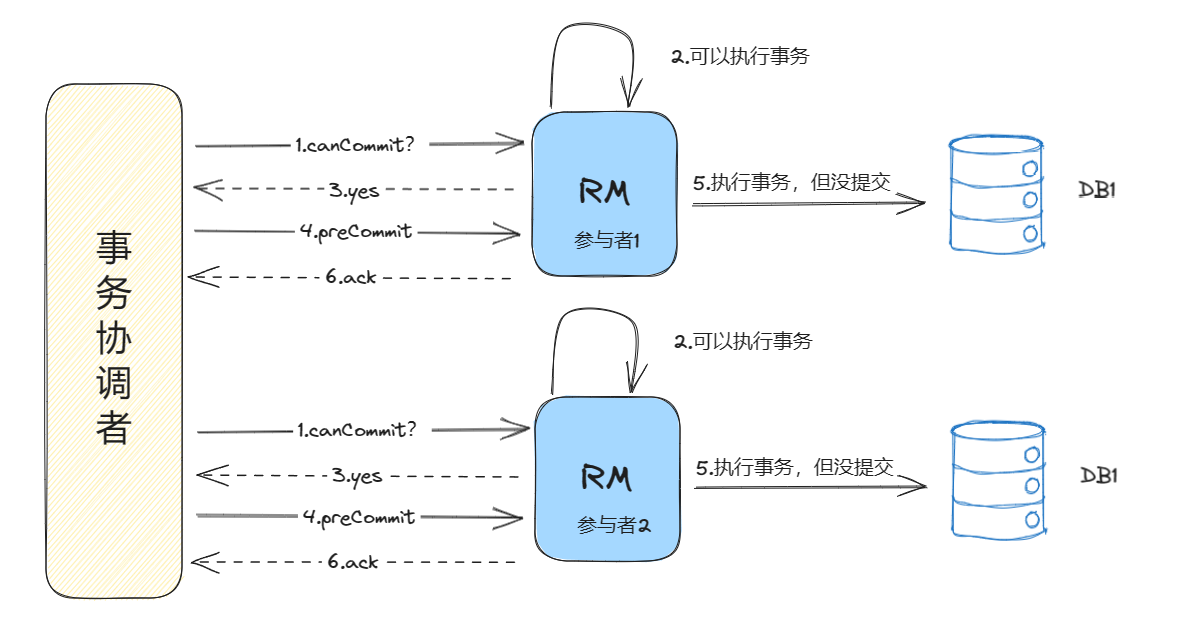 事务协调者
2.可以执行事务
1.canCommit?
3.yes
4.preCommit
6.ack
RM
参与者1
5.执行事务，但没提交
DB1
2.可以执行事务
1.canCommit?
3.yes
4.preCommit
6.ack
RM
参与者2
5.执行事务，但没提交
DB1